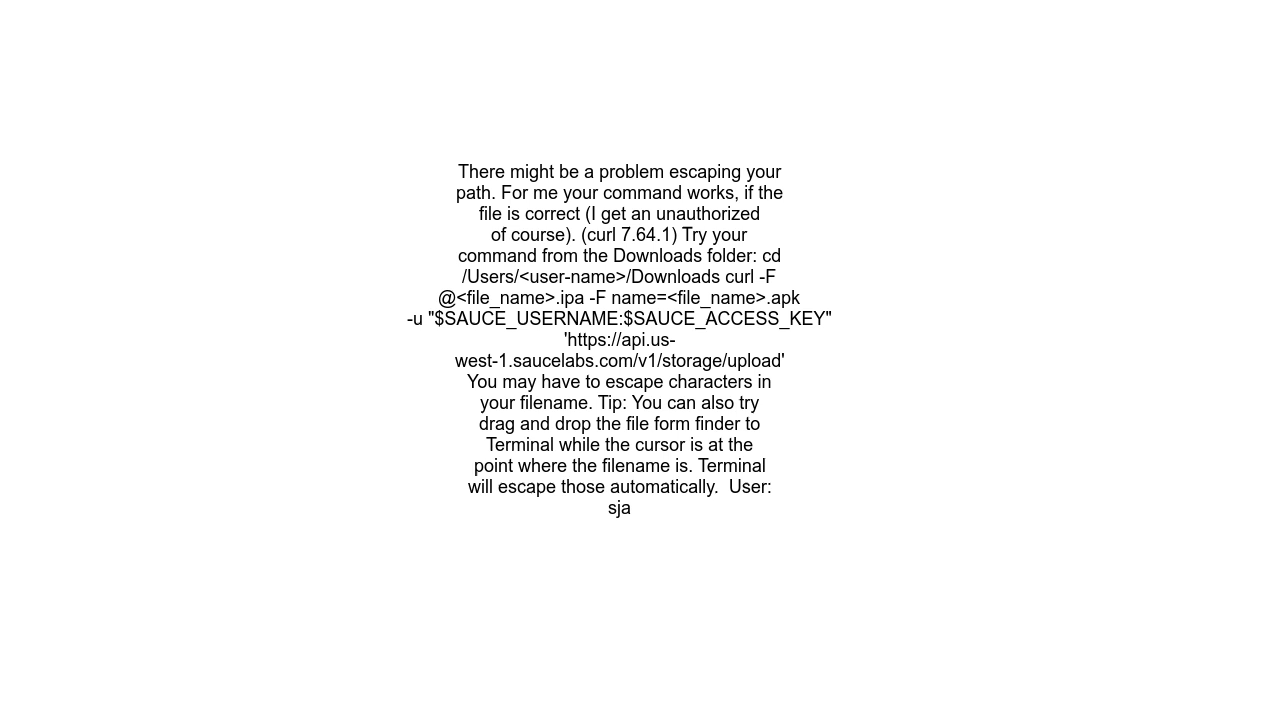 There might be a problem escaping your
path. For me your command works, if the
file is correct (I get an unauthorized
of course). (curl 7.64.1) Try your
command from the Downloads folder: cd
/Users/<user-name>/Downloads curl -F
@<file_name>.ipa -F name=<file_name>.apk
-u "$SAUCE_USERNAME:$SAUCE_ACCESS_KEY"
'https://api.us-
west-1.saucelabs.com/v1/storage/upload'
You may have to escape characters in
your filename. Tip: You can also try
drag and drop the file form finder to
Terminal while the cursor is at the
point where the filename is. Terminal
will escape those automatically.  User:
sja